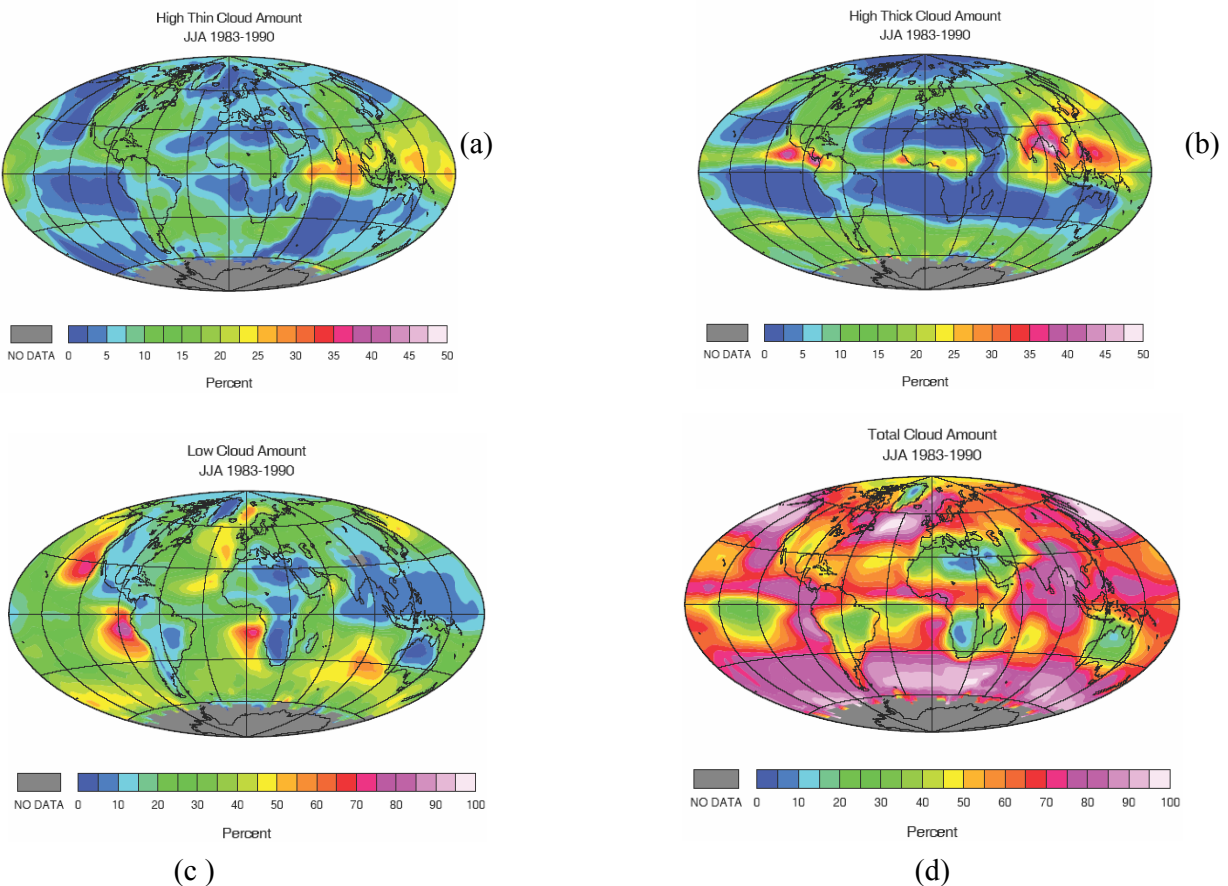 High Thin Cloud Amount
JJA 1983-1990
(a)
NO DATA 0 5 10 15 20 25 30 35 40 45 50
Percent
High Thick Cloud Amount
JJA 1983-1990
(b)
NO DATA 0 5 10 15 20 25 30 35 40 45 50
Percent
Low Cloud Amount
JJA 1983-1990
NO DATA 0 10 20 30 40 50 60 70 80 90 100
Percent
(c )
Total Cloud Amount
JJA 1983-1990
NO DATA 0 10 20 30 40 50 60 70 80 90 100
Percent
(d)